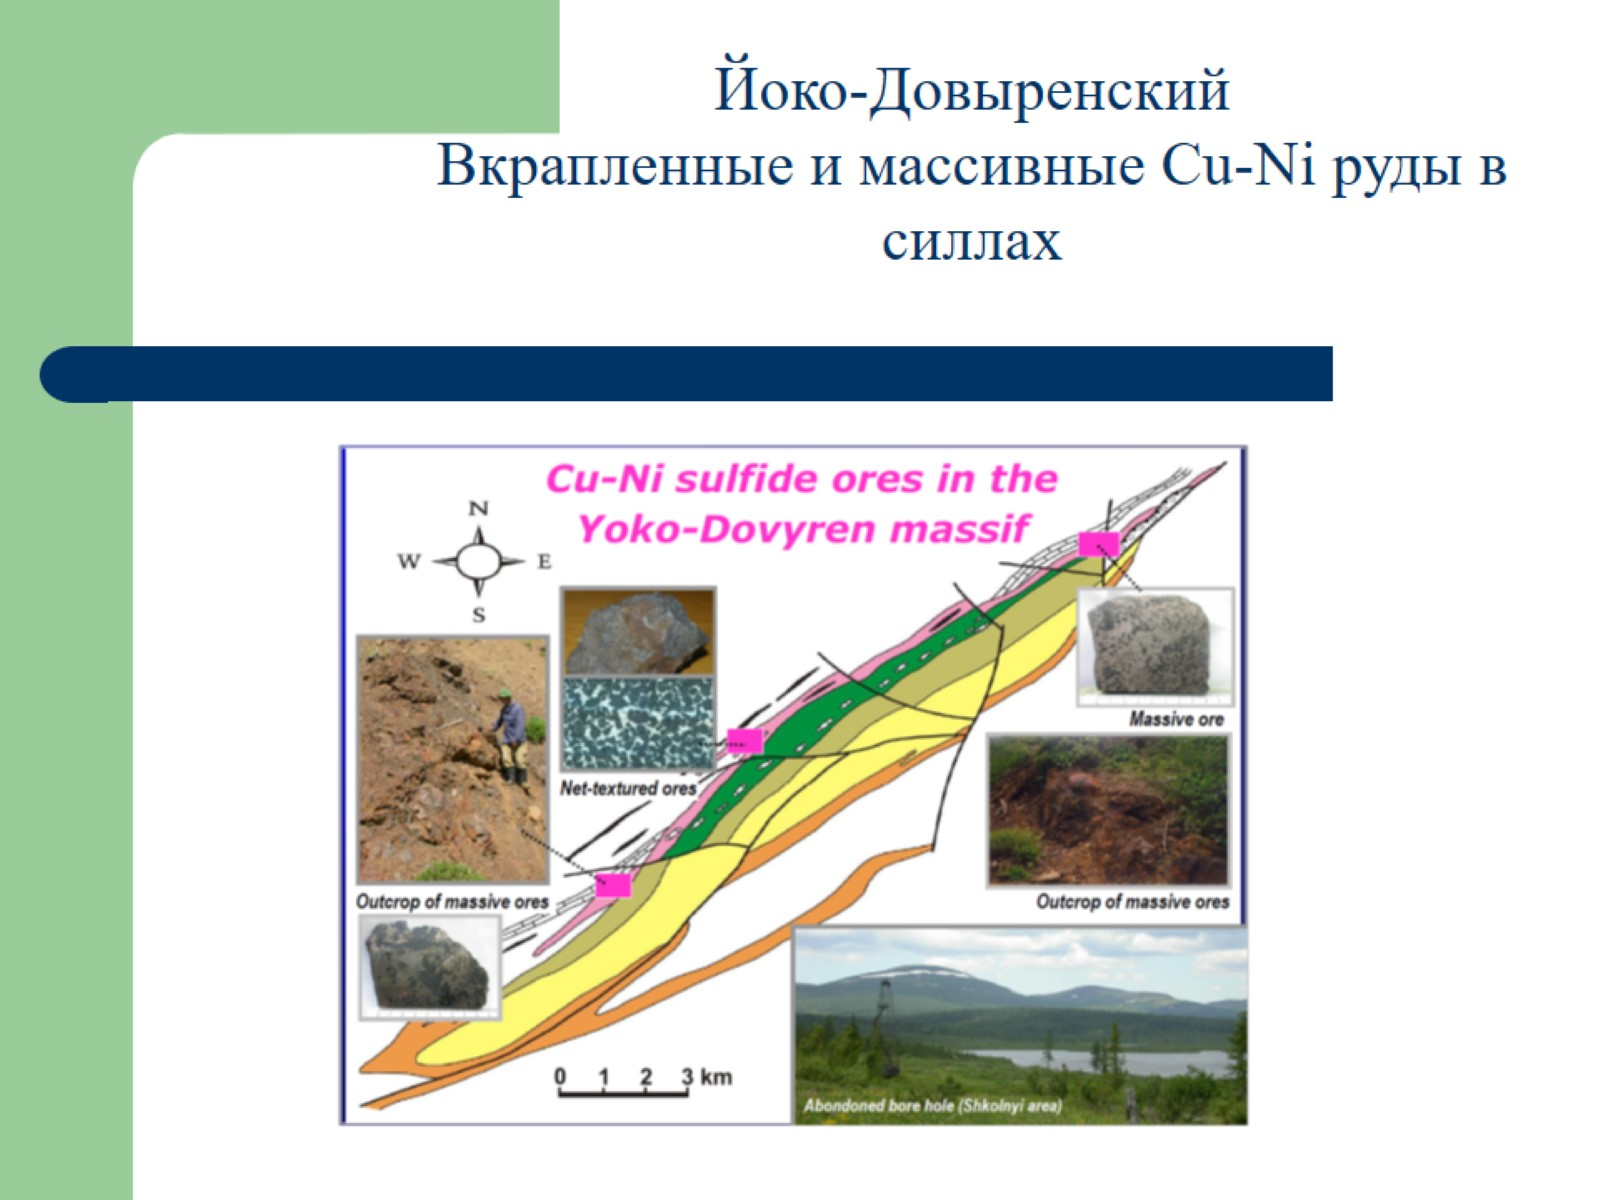 Йоко-Довыренский
Вкрапленные и массивные Cu-Ni руды в
силлах
Cu-Ni sulfide ores in the
Yoko-Dovyren massif
N
W E
S
Net-textured ores
Massive ore
Outcrop of massive ores
Outcrop of massive ores
0 1 2 3 km
Abondoned bore hole (Shkolnyi area)